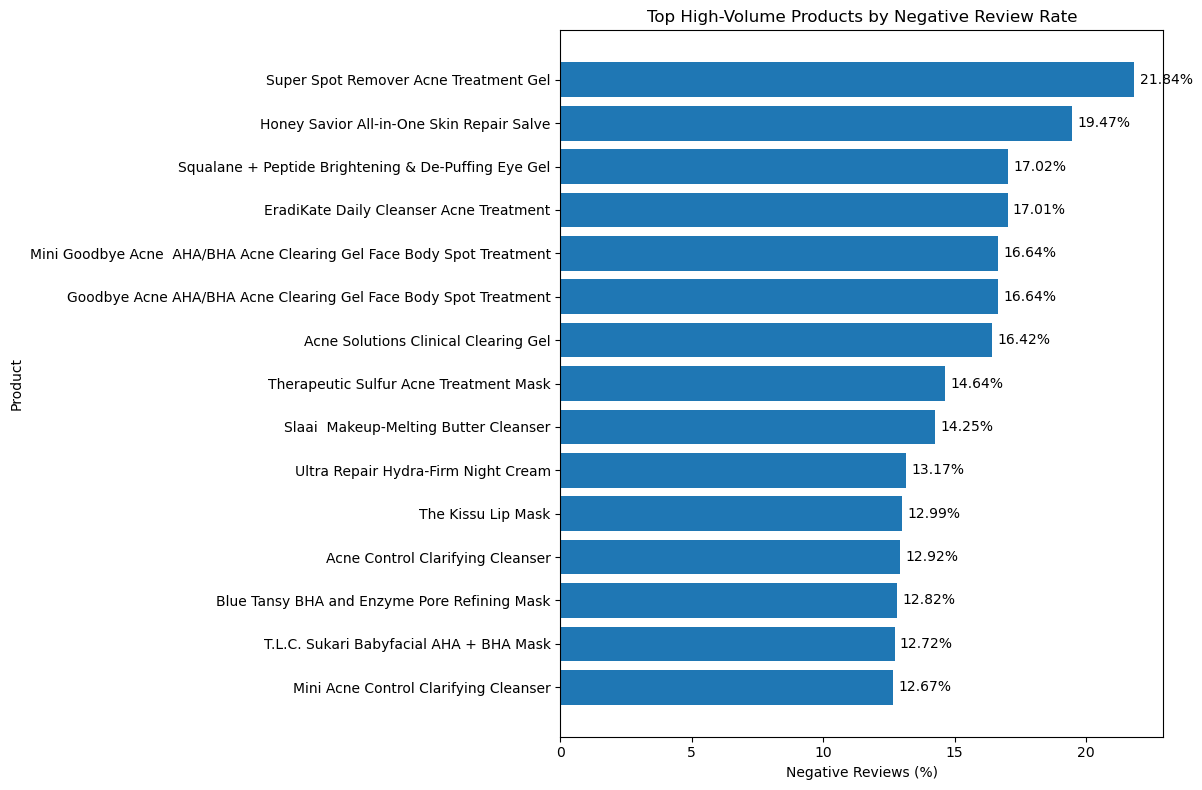 Top High-Volume Products by Negative Review Rate
Super Spot Remover Acne Treatment Gel 21.84%
Honey Savior All-in-One Skin Repair Salve 19.47%
Squalane + Peptide Brightening & De-Puffing Eye Gel 17.02%
EradiKate Daily Cleanser Acne Treatment 17.01%
Mini Goodbye Acne  AHA/BHA Acne Clearing Gel Face Body Spot Treatment 16.64%
Goodbye Acne AHA/BHA Acne Clearing Gel Face Body Spot Treatment 16.64%
Acne Solutions Clinical Clearing Gel 16.42%
Therapeutic Sulfur Acne Treatment Mask 14.64%
Slaai  Makeup-Melting Butter Cleanser 14.25%
Ultra Repair Hydra-Firm Night Cream 13.17%
The Kissu Lip Mask 12.99%
Acne Control Clarifying Cleanser 12.92%
Blue Tansy BHA and Enzyme Pore Refining Mask 12.82%
T.L.C. Sukari Babyfacial AHA + BHA Mask 12.72%
Mini Acne Control Clarifying Cleanser 12.67%
Product
0 5 10 15 20
Negative Reviews (%)